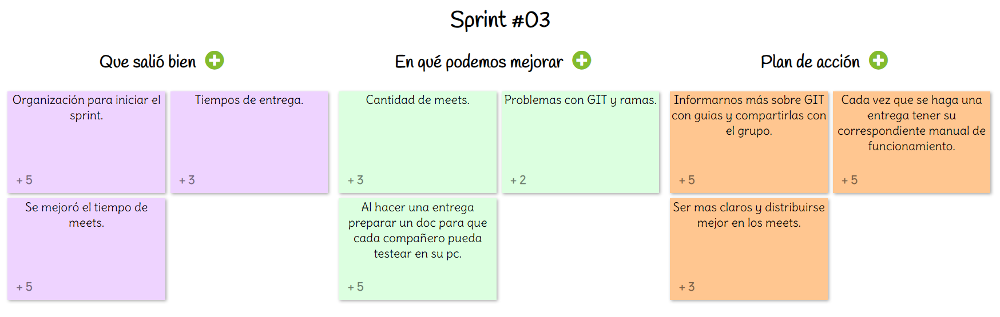 Sprint #03
Que salió bien
En qué podemos mejorar
Plan de acción
Organización para iniciar el
sprint.
+ 5
Tiempos de entrega.
+ 3
Se mejoró el tiempo de
meets.
+ 5
Cantidad de meets.
+ 3
Problemas con GIT y ramas.
+ 2
Al hacer una entrega
preparar un doc para que
cada compañero pueda
testear en su pc.
+ 5
Informarnos más sobre GIT
con guias y compartirlas con
el grupo.
+ 5
Cada vez que se haga una
entrega tener su
correspondiente manual de
funcionamiento.
+ 5
Ser mas claros y distribuirse
mejor en los meets.
+ 3